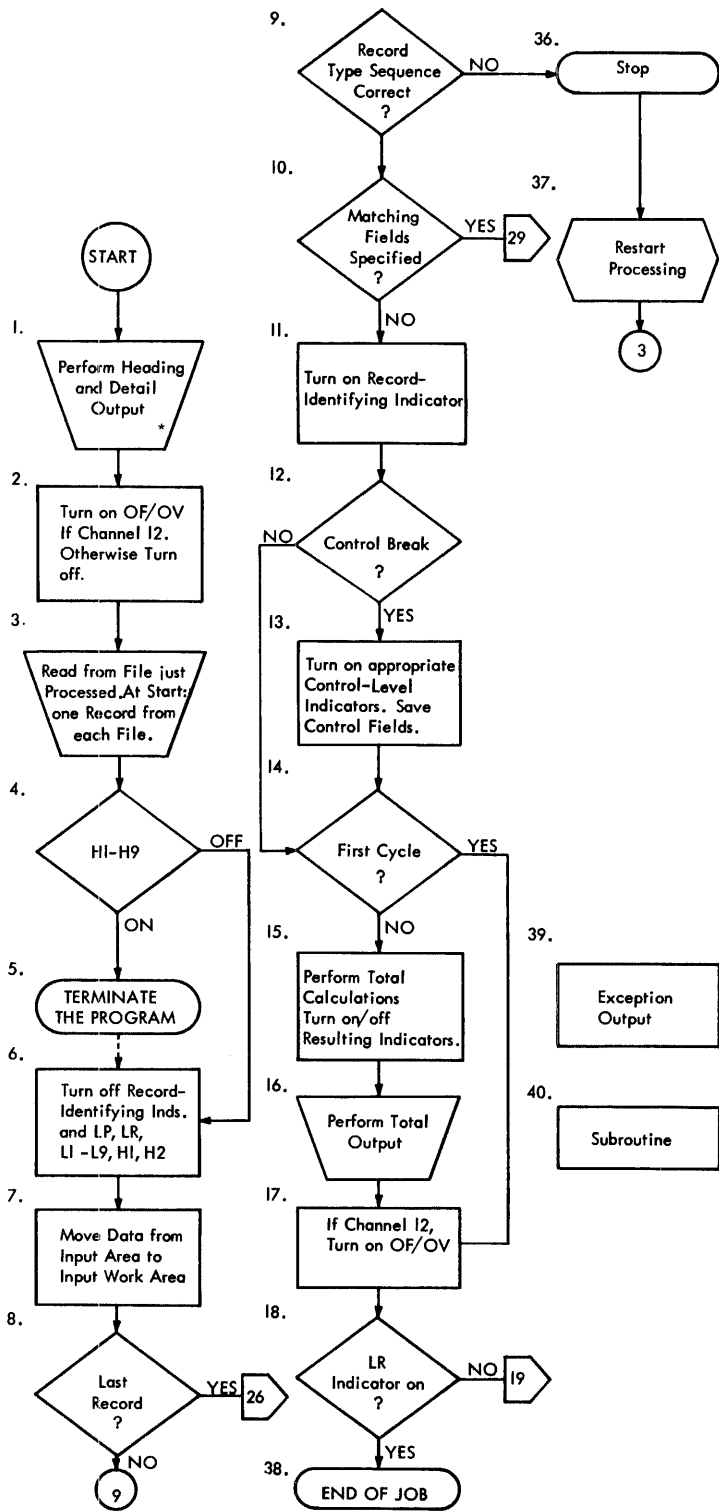 START
1.
Perform Heading
and Detail
Output
*
2.
Turn on OF/OV
If Channel 12.
Otherwise Turn
off.
3.
Read from File just
Processed. At Start:
one Record from
each File.
4.
H1-H9
OFF
ON
5.
TERMINATE
THE PROGRAM
6.
Turn off Record-
Identifying Inds.
and LP, LR,
L1 -L9, H1, H2
7.
Move Data from
Input Area to
Input Work Area
8.
Last
Record
?
YES
26
NO
9
9.
Record
Type Sequence
Correct
?
NO
10.
Matching
Fields
Specified
?
YES
29
NO
11.
Turn on Record-
Identifying Indicator
12.
Control Break
?
NO
YES
13.
Turn on appropriate
Control-Level
Indicators. Save
Control Fields.
14.
First Cycle
?
YES
NO
15.
Perform Total
Calculations
Turn on/off
Resulting Indicators.
16.
Perform Total
Output
17.
If Channel 12,
Turn on OF/OV
18.
LR
Indicator on
?
NO
19
YES
38.
END OF JOB
36.
Stop
37.
Restart
Processing
3
39.
Exception
Output
40.
Subroutine